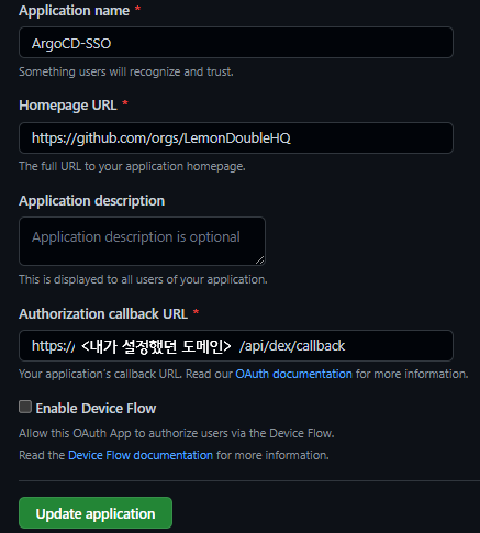 Application name *
ArgoCD-SSO
Something users will recognize and trust.
Homepage URL *
https://github.com/orgs/LemonDoubleHQ
The full URL to your application homepage.
Application description
Application description is optional
This is displayed to all users of your application.
Authorization callback URL *
https:// <내가 설정했던 도메인> /api/dex/callback
Your application's callback URL. Read our OAuth documentation for more information.
Enable Device Flow
Allow this OAuth App to authorize users via the Device Flow.
Read the Device Flow documentation for more information.
Update application